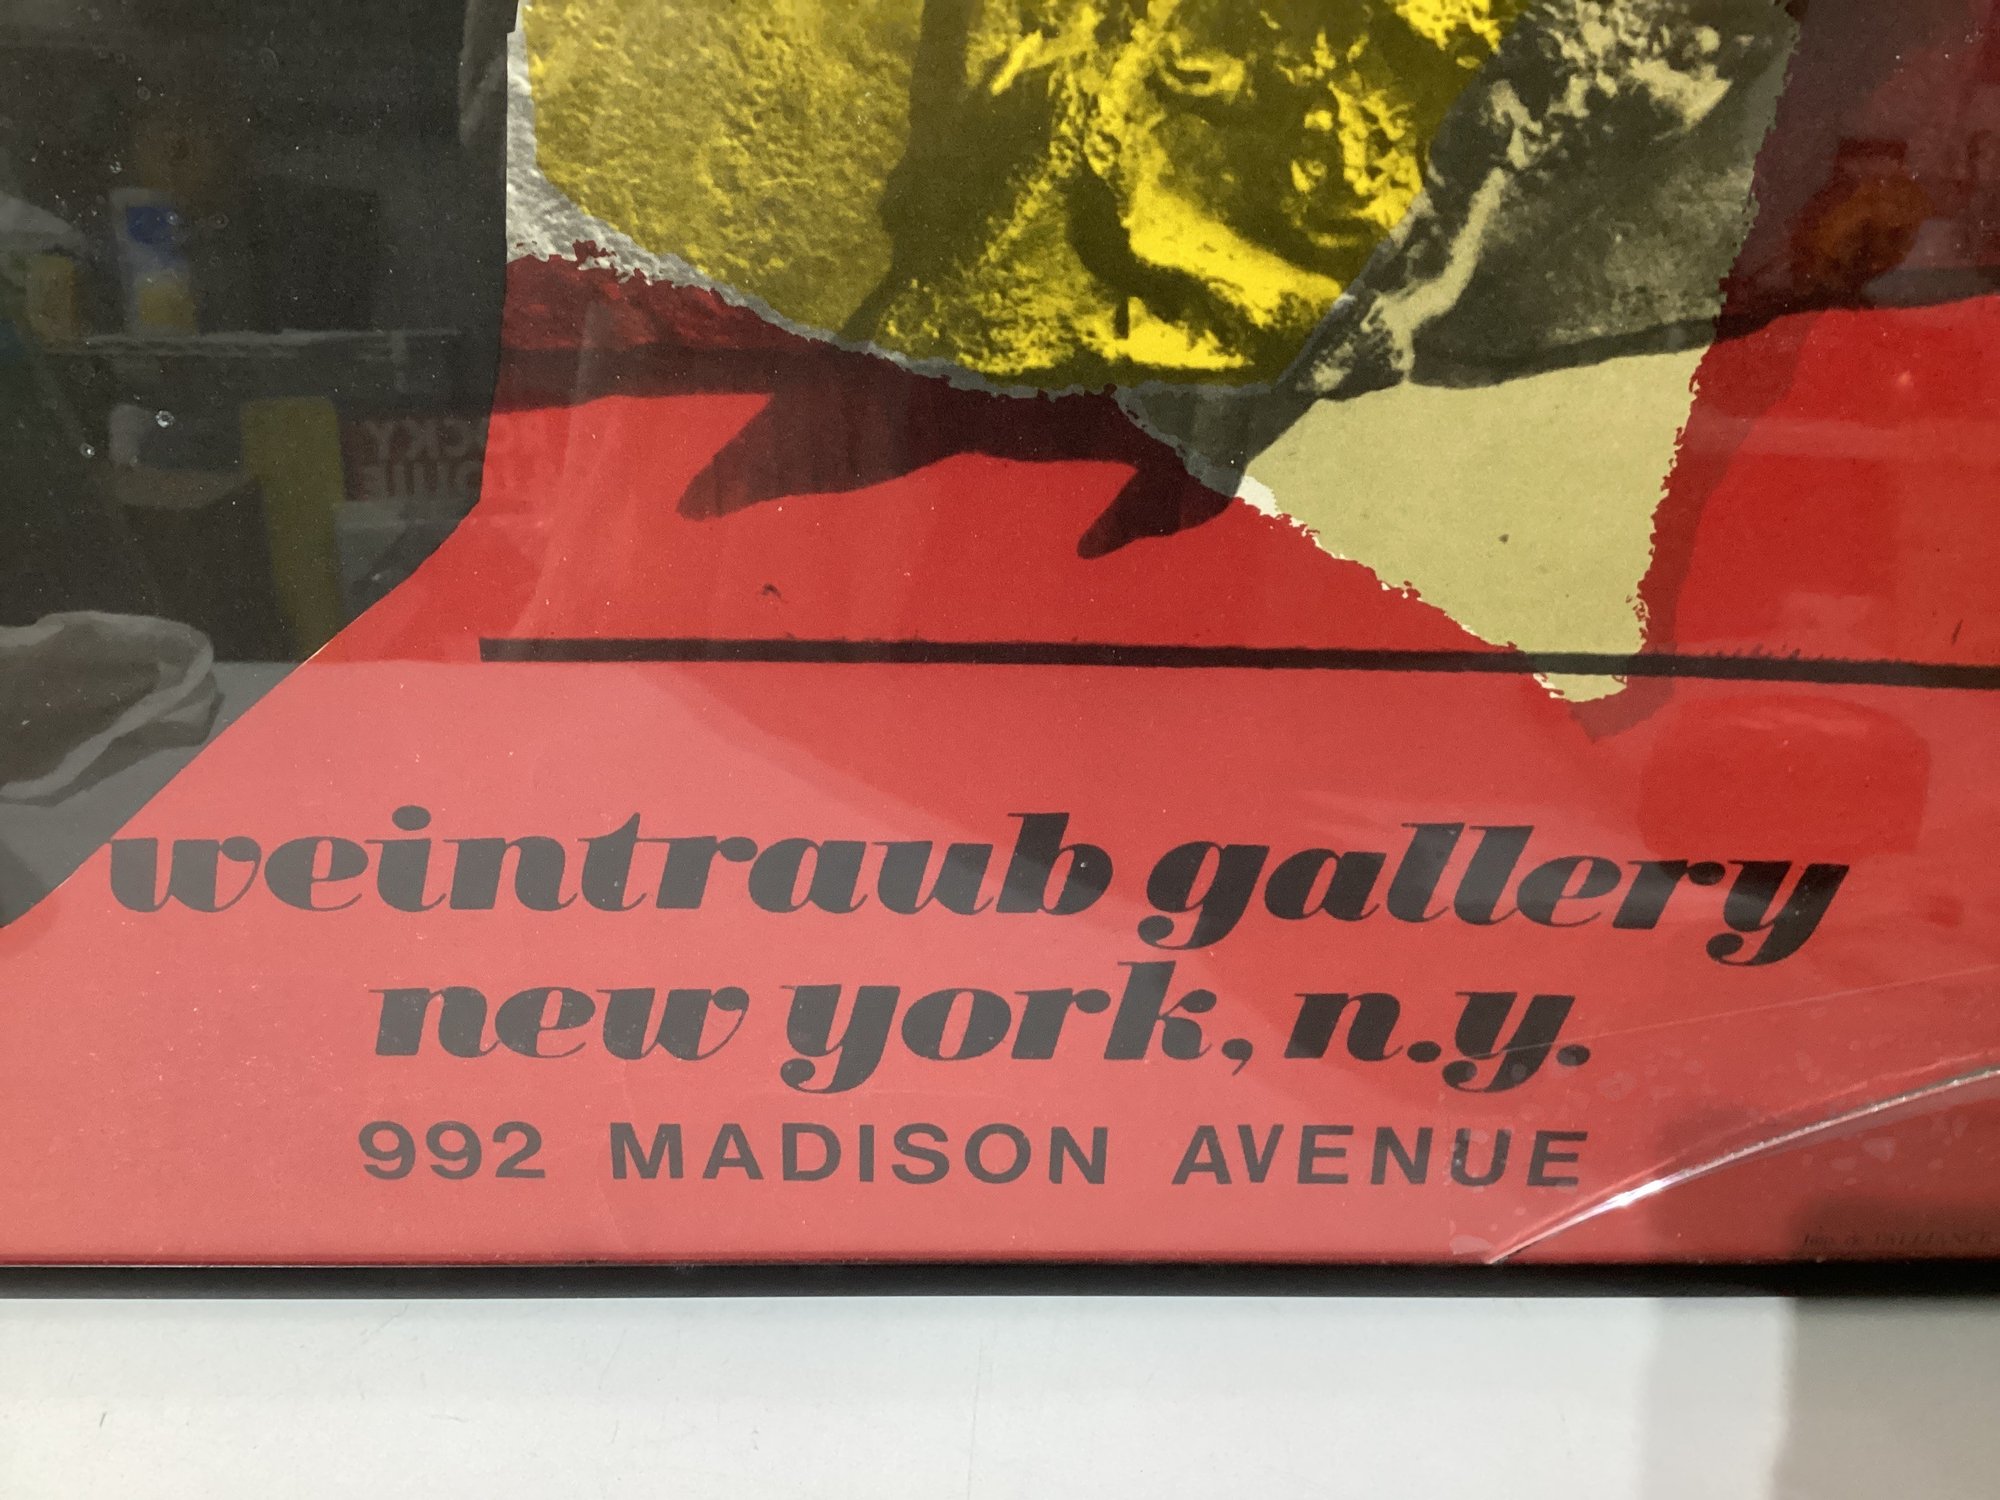 weintraub gallery
new york, n.y.
992 MADISON AVENUE